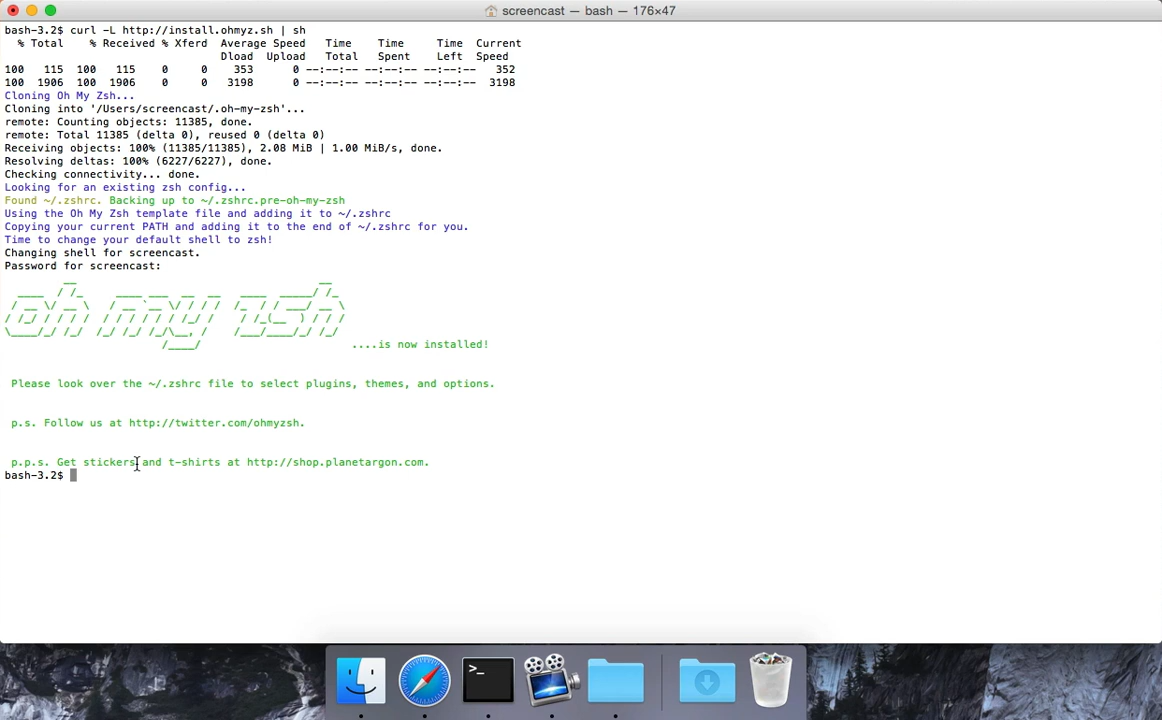 screencast — bash — 176×47
bash-3.2$ curl -L http://install.ohmyz.sh | sh
% Total % Received % Xferd Average Speed Time Time Time Current
Dload Upload Total Spent Left Speed
100 115 100 115 0 0 353 0 --:--:-- --:--:-- --:--:-- 352
100 1906 100 1906 0 0 3198 0 --:--:-- --:--:-- --:--:-- 3198
Cloning Oh My Zsh...
Cloning into '/Users/screencast/.oh-my-zsh'...
remote: Counting objects: 11385, done.
remote: Total 11385 (delta 0), reused 0 (delta 0)
Receiving objects: 100% (11385/11385), 2.08 MiB | 1.00 MiB/s, done.
Resolving deltas: 100% (6227/6227), done.
Checking connectivity... done.
Looking for an existing zsh config...
Found ~/.zshrc. Backing up to ~/.zshrc.pre-oh-my-zsh
Using the Oh My Zsh template file and adding it to ~/.zshrc
Copying your current PATH and adding it to the end of ~/.zshrc for you.
Time to change your default shell to zsh!
Changing shell for screencast.
Password for screencast:
oh my zsh
....is now installed!
Please look over the ~/.zshrc file to select plugins, themes, and options.
p.s. Follow us at http://twitter.com/ohmyzsh.
p.p.s. Get stickers and t-shirts at http://shop.planetargon.com.
bash-3.2$
>_